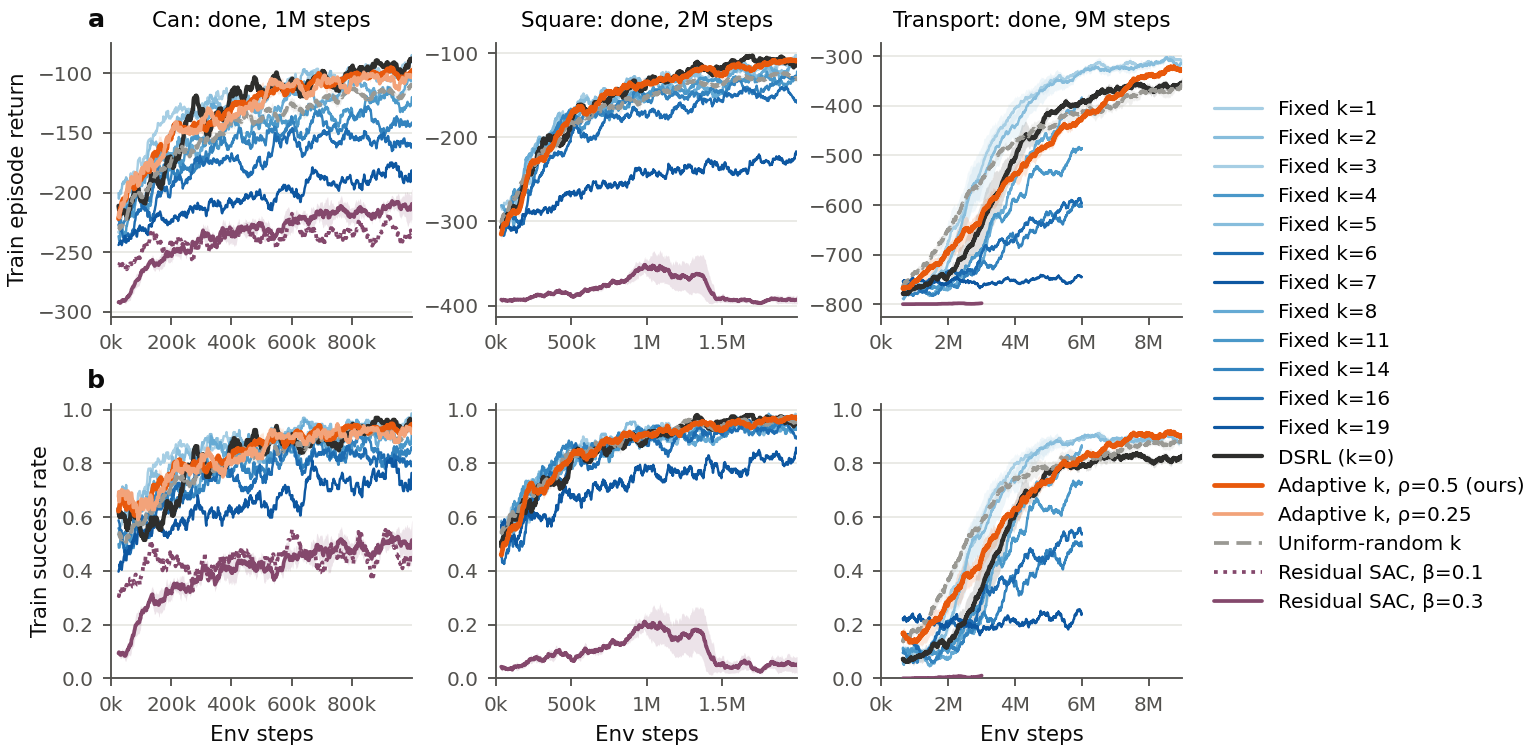 a
Can: done, 1M steps
Square: done, 2M steps
Transport: done, 9M steps
Train episode return
−100
−150
−200
−250
−300
0k 200k 400k 600k 800k
−100
−200
−300
−400
0k 500k 1M 1.5M
−300
−400
−500
−600
−700
−800
0k 2M 4M 6M 8M
b
Train success rate
1.0
0.8
0.6
0.4
0.2
0.0
0k 200k 400k 600k 800k
Env steps
1.0
0.8
0.6
0.4
0.2
0.0
0k 500k 1M 1.5M
Env steps
1.0
0.8
0.6
0.4
0.2
0.0
0k 2M 4M 6M 8M
Env steps
Fixed k=1
Fixed k=2
Fixed k=3
Fixed k=4
Fixed k=5
Fixed k=6
Fixed k=7
Fixed k=8
Fixed k=11
Fixed k=14
Fixed k=16
Fixed k=19
DSRL (k=0)
Adaptive k, ρ=0.5 (ours)
Adaptive k, ρ=0.25
Uniform-random k
Residual SAC, β=0.1
Residual SAC, β=0.3